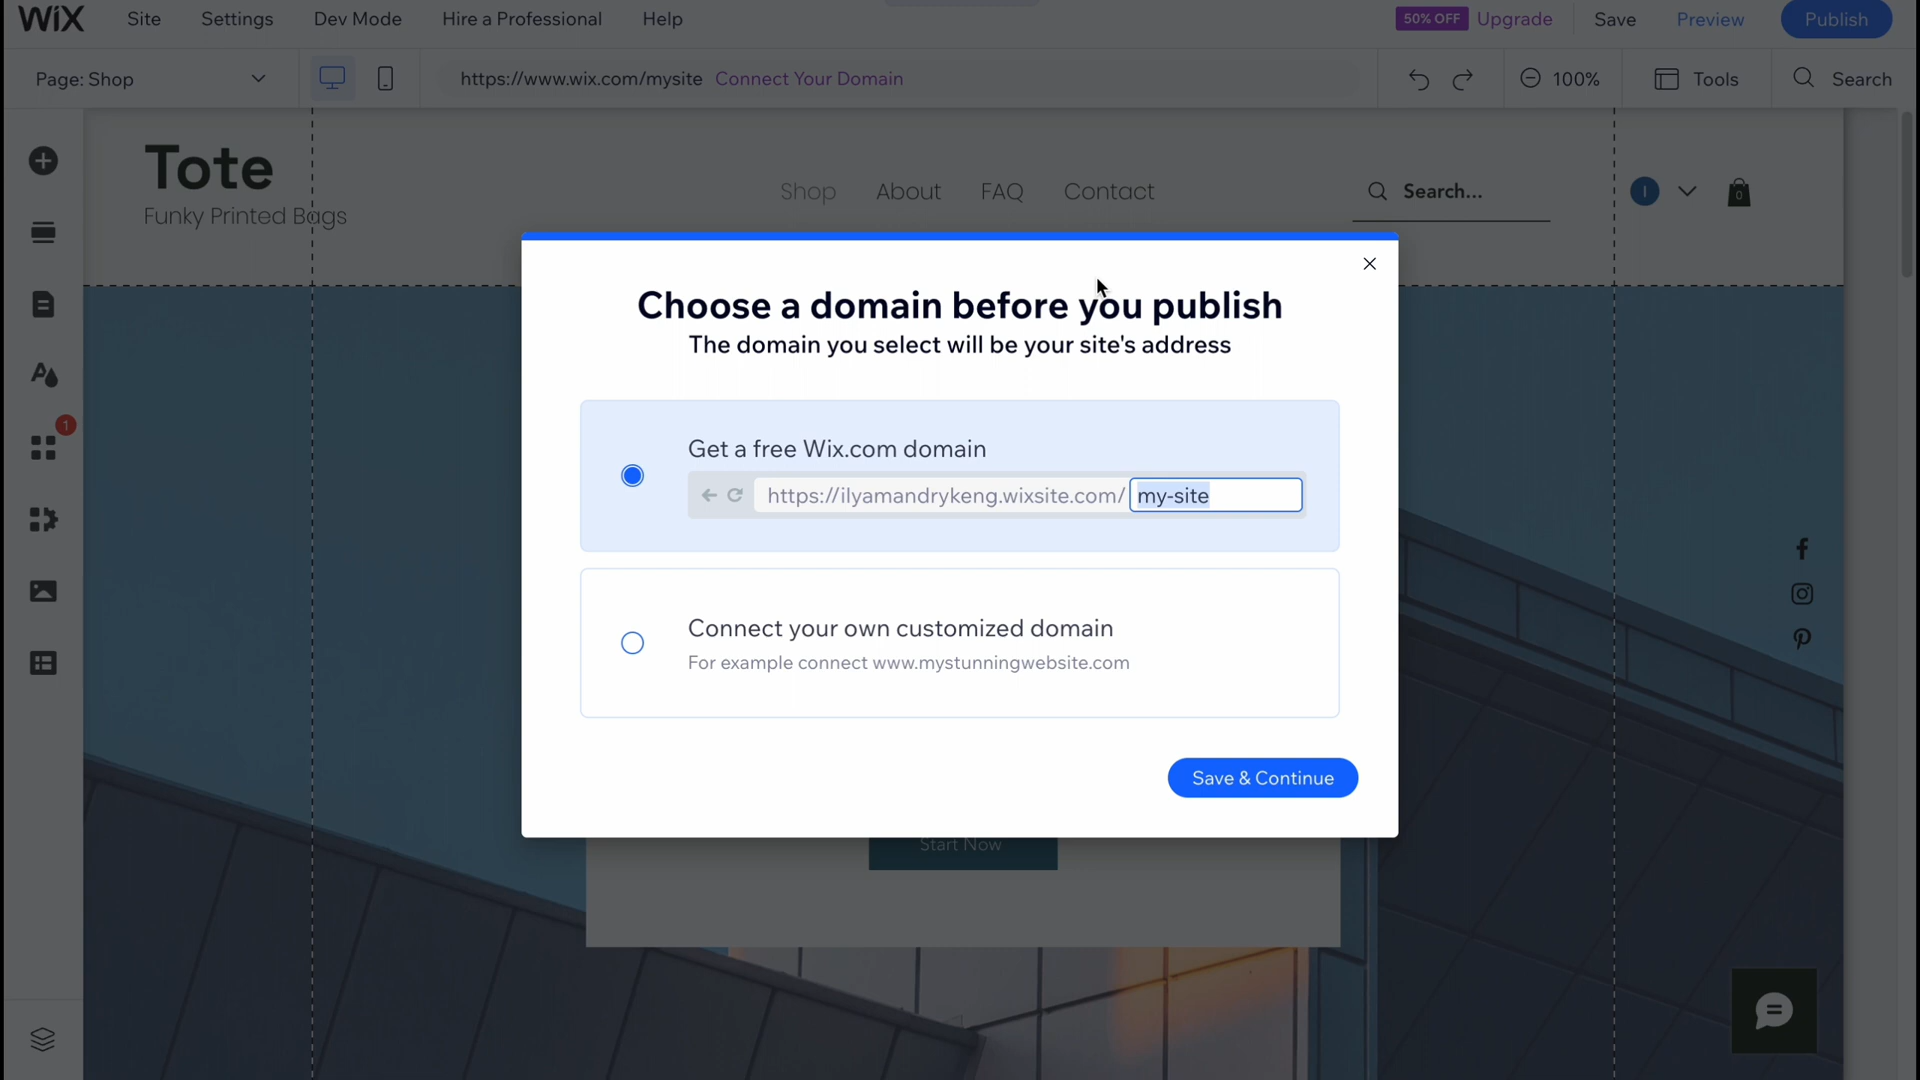 WiX Site Settings Dev Mode Hire a Professional Help 50% OFF Upgrade Save Preview Publish
Page: Shop https://www.wix.com/mysite Connect Your Domain 100% Tools Search
Tote
Funky Printed Bags
Shop About FAQ Contact Search... I 0
Choose a domain before you publish
The domain you select will be your site's address
1
Get a free Wix.com domain
https://ilyamandrykeng.wixsite.com/ my-site
Connect your own customized domain
For example connect www.mystunningwebsite.com
Save & Continue
Start Now